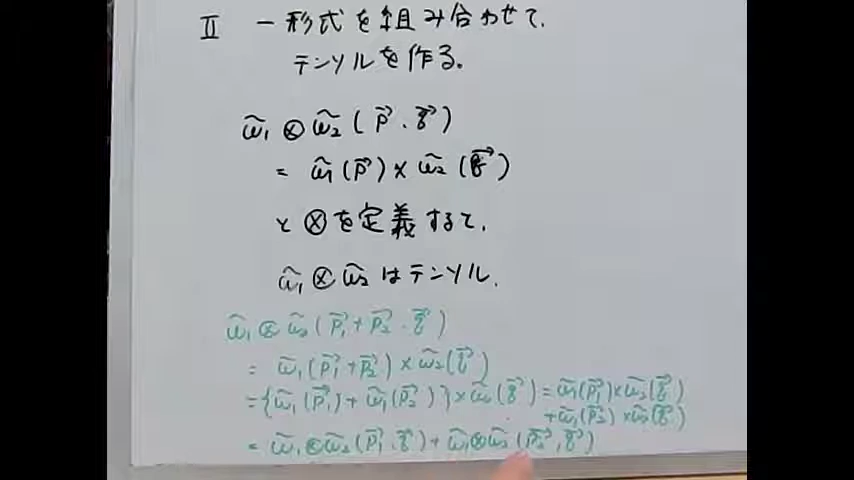 Ⅱ 一形式を組み合わせて、
テンソルを作る。
ω̃₁⊗ω̃₂(p⃗, q⃗)
= ω̃₁(p⃗)×ω̃₂(q⃗)
と⊗を定義すると、
ω̃₁⊗ω̃₂はテンソル.
ω̃₁⊗ω̃₂(p⃗₁+p⃗₂, q⃗)
= ω̃₁(p⃗₁+p⃗₂)×ω̃₂(q⃗)
={ω̃₁(p⃗₁)+ω̃₁(p⃗₂)}×ω̃₂(q⃗)=ω̃₁(p⃗₁)×ω̃₂(q⃗)
+ω̃₁(p⃗₂)×ω̃₂(q⃗)
= ω̃₁⊗ω̃₂(p⃗₁, q⃗)+ω̃₁⊗ω̃₂(p⃗₂, q⃗)